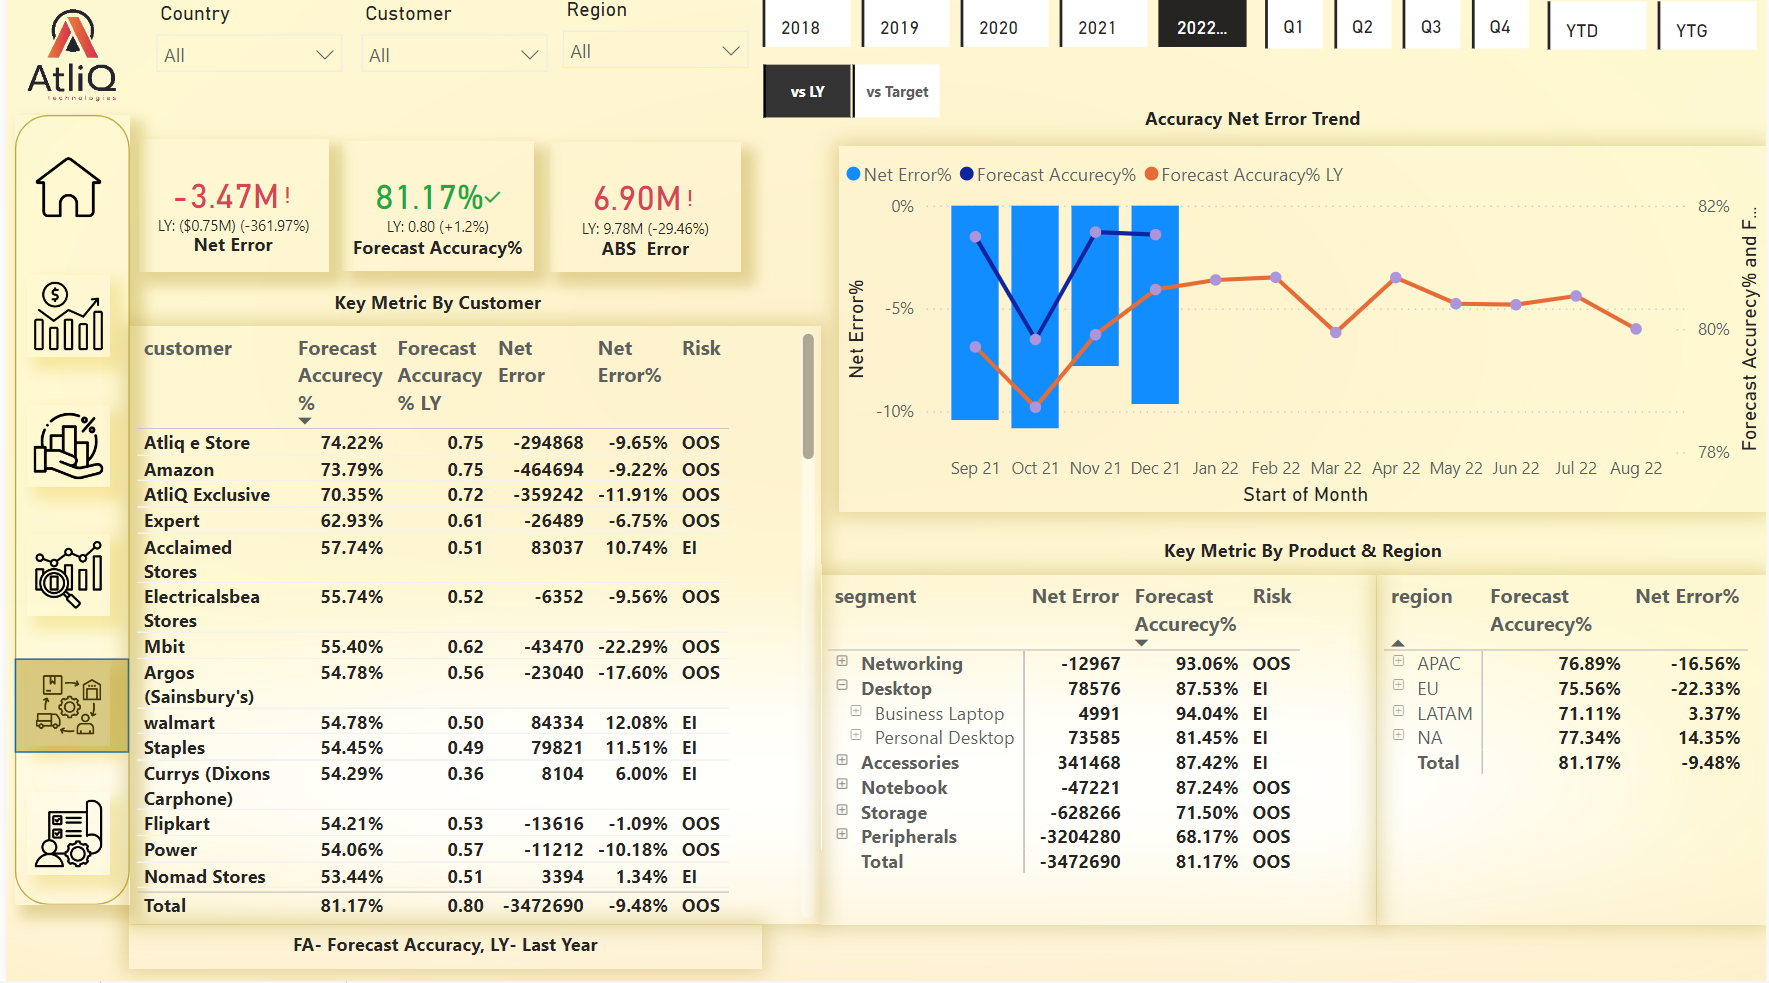 AtliQ
Technologies
Country
All
Customer
All
Region
All
2018
2019
2020
2021
2022...
Q1
Q2
Q3
Q4
YTD
YTG
vs LY
vs Target
-3.47M !
LY: ($0.75M) (-361.97%)
Net Error
81.17%✓
LY: 0.80 (+1.2%)
Forecast Accuracy%
6.90M !
LY: 9.78M (-29.46%)
ABS Error
Accuracy Net Error Trend
Net Error% Forecast Accurecy% Forecast Accuracy% LY
0%
-5%
-10%
Net Error%
82%
80%
78%
Forecast Accurecy% and F...
Sep 21 Oct 21 Nov 21 Dec 21 Jan 22 Feb 22 Mar 22 Apr 22 May 22 Jun 22 Jul 22 Aug 22
Start of Month
Key Metric By Customer
customer Forecast Accurecy % Forecast Accuracy % LY Net Error Net Error% Risk
Atliq e Store 74.22% 0.75 -294868 -9.65% OOS
Amazon 73.79% 0.75 -464694 -9.22% OOS
AtliQ Exclusive 70.35% 0.72 -359242 -11.91% OOS
Expert 62.93% 0.61 -26489 -6.75% OOS
Acclaimed Stores 57.74% 0.51 83037 10.74% EI
Electricalsbea Stores 55.74% 0.52 -6352 -9.56% OOS
Mbit 55.40% 0.62 -43470 -22.29% OOS
Argos (Sainsbury's) 54.78% 0.56 -23040 -17.60% OOS
walmart 54.78% 0.50 84334 12.08% EI
Staples 54.45% 0.49 79821 11.51% EI
Currys (Dixons Carphone) 54.29% 0.36 8104 6.00% EI
Flipkart 54.21% 0.53 -13616 -1.09% OOS
Power 54.06% 0.57 -11212 -10.18% OOS
Nomad Stores 53.44% 0.51 3394 1.34% EI
Total 81.17% 0.80 -3472690 -9.48% OOS
FA- Forecast Accuracy, LY- Last Year
Key Metric By Product & Region
segment Net Error Forecast Accurecy% Risk
Networking -12967 93.06% OOS
Desktop 78576 87.53% EI
Business Laptop 4991 94.04% EI
Personal Desktop 73585 81.45% EI
Accessories 341468 87.42% EI
Notebook -47221 87.24% OOS
Storage -628266 71.50% OOS
Peripherals -3204280 68.17% OOS
Total -3472690 81.17% OOS
region Forecast Accurecy% Net Error%
APAC 76.89% -16.56%
EU 75.56% -22.33%
LATAM 71.11% 3.37%
NA 77.34% 14.35%
Total 81.17% -9.48%